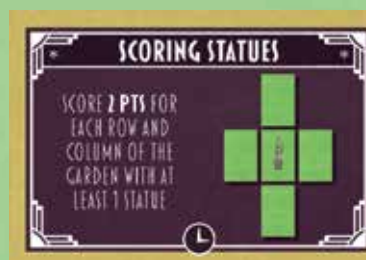 SCORING STATUES
SCORE 2 PTS FOR
EACH ROW AND
COLUMN OF THE
GARDEN WITH AT
LEAST 1 STATUE